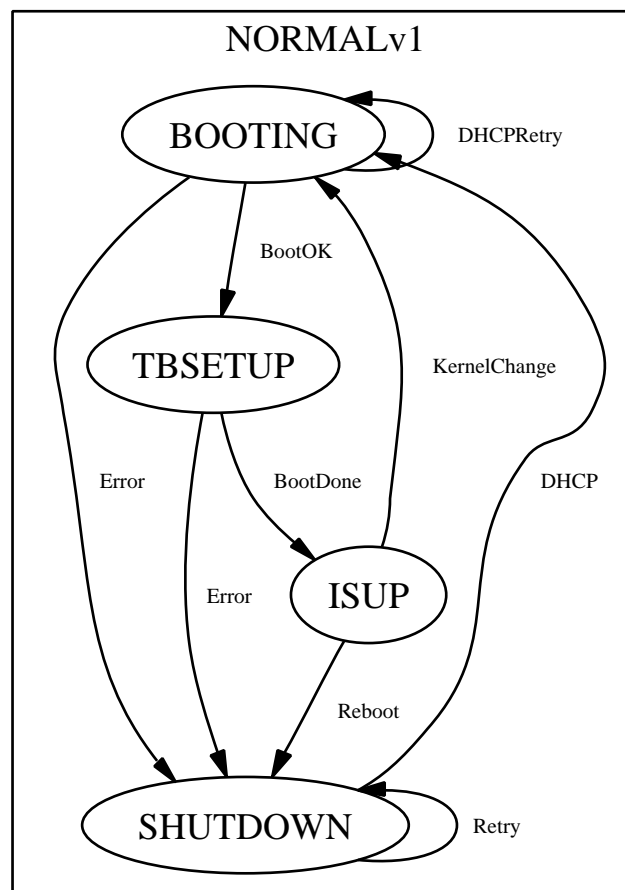 NORMALv1
BOOTING
DHCPRetry
BootOK
TBSETUP
KernelChange
Error
BootDone
DHCP
Error
ISUP
Reboot
SHUTDOWN
Retry